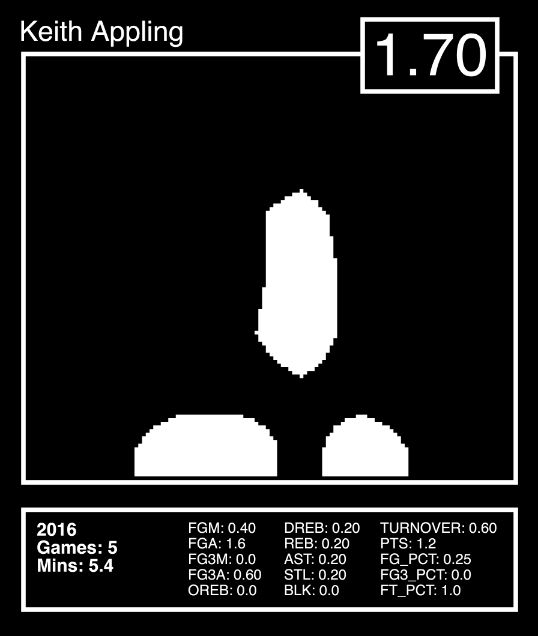 Keith Appling
1.70
2016
Games: 5
Mins: 5.4
FGM: 0.40
FGA: 1.6
FG3M: 0.0
FG3A: 0.60
OREB: 0.0
DREB: 0.20
REB: 0.20
AST: 0.20
STL: 0.20
BLK: 0.0
TURNOVER: 0.60
PTS: 1.2
FG_PCT: 0.25
FG3_PCT: 0.0
FT_PCT: 1.0